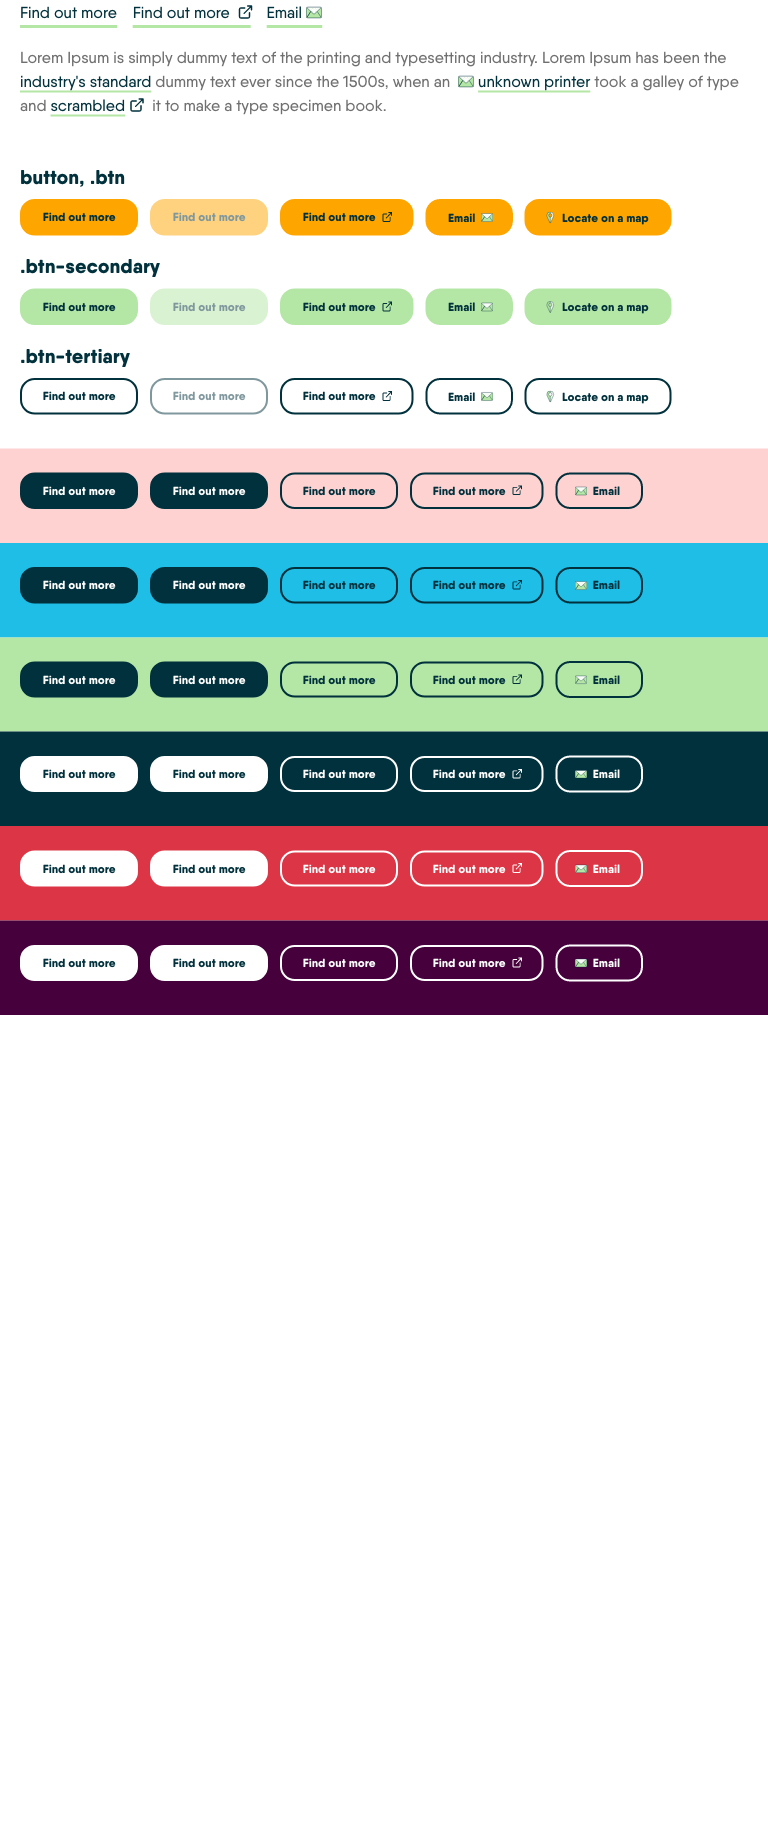 Find out more Find out more Email
Lorem Ipsum is simply dummy text of the printing and typesetting industry. Lorem Ipsum has been the
industry's standard dummy text ever since the 1500s, when an unknown printer took a galley of type
and scrambled it to make a type specimen book.
button, .btn
Find out more Find out more Find out more Email Locate on a map
.btn-secondary
Find out more Find out more Find out more Email Locate on a map
.btn-tertiary
Find out more Find out more Find out more Email Locate on a map
Find out more Find out more Find out more Find out more Email
Find out more Find out more Find out more Find out more Email
Find out more Find out more Find out more Find out more Email
Find out more Find out more Find out more Find out more Email
Find out more Find out more Find out more Find out more Email
Find out more Find out more Find out more Find out more Email